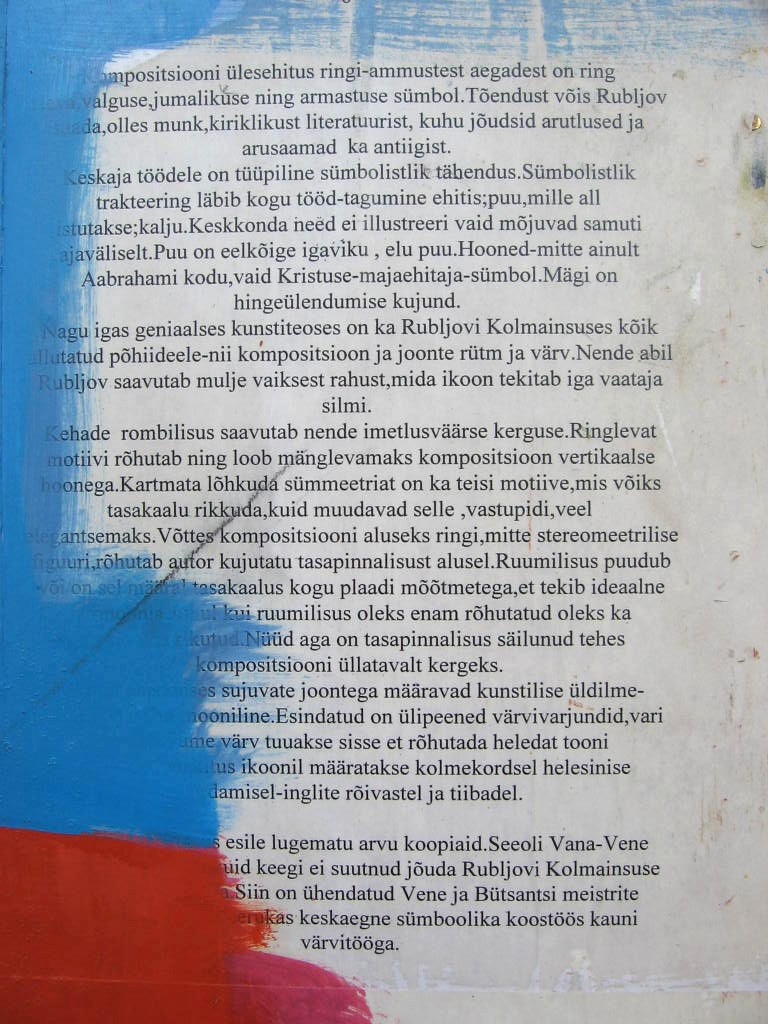 Kompositsiooni ülesehitus ringi-ammustest aegadest on ring
valguse,jumalikuse ning armastuse sümbol.Tõendust võis Rubljov
saada,olles munk,kiriklikust literatuurist, kuhu jõudsid arutlused ja
arusaamad ka antiigist.
Keskaja töödele on tüüpiline sümbolistlik tähendus.Sümbolistlik
trakteering läbib kogu tööd-tagumine ehitis;puu,mille all
istutakse;kalju.Keskkonda need ei illustreeri vaid mõjuvad samuti
ajaväliselt.Puu on eelkõige igaviku , elu puu.Hooned-mitte ainult
Aabrahami kodu,vaid Kristuse-majaehitaja-sümbol.Mägi on
hingeülendumise kujund.
Nagu igas geniaalses kunstiteoses on ka Rubljovi Kolmainsuses kõik
allutatud põhiideele-nii kompositsioon ja joonte rütm ja värv.Nende abil
Rubljov saavutab mulje vaiksest rahust,mida ikoon tekitab iga vaataja
silmi.
Kehade rombilisus saavutab nende imetlusväärse kerguse.Ringlevat
motiivi rõhutab ning loob mänglevamaks kompositsioon vertikaalse
hoonega.Kartmata lõhkuda sümmeetriat on ka teisi motiive,mis võiks
tasakaalu rikkuda,kuid muudavad selle ,vastupidi,veel
elegantsemaks.Võttes kompositsiooni aluseks ringi,mitte stereomeetrilise
figuuri,rõhutab autor kujutatu tasapinnalisust alusel.Ruumilisus puudub
või on sel määral tasakaalus kogu plaadi mõõtmetega,et tekib ideaalne
kui ruumilisus oleks enam rõhutatud oleks ka
rikutud.Nüüd aga on tasapinnalisus säilunud tehes
kompositsiooni üllatavalt kergeks.
sujuvate joontega määravad kunstilise üldilme-
Esindatud on ülipeened värvivarjundid,vari
värv tuuakse sisse et rõhutada heledat tooni
ikoonil määratakse kolmekordsel helesinise
inglite rõivastel ja tiibadel.
esile lugematu arvu koopiaid.Seeoli Vana-Vene
keegi ei suutnud jõuda Rubljovi Kolmainsuse
Siin on ühendatud Vene ja Bütsantsi meistrite
keskaegne sümboolika koostöös kauni
värvitööga.